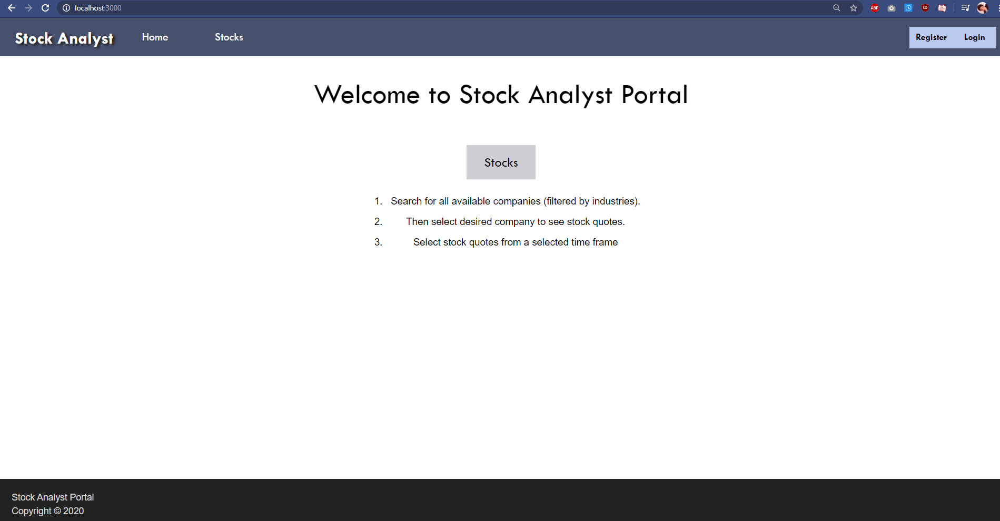 localhost:3000
ABP
UO
Stock Analyst Home Stocks Register Login
Welcome to Stock Analyst Portal
Stocks
1. Search for all available companies (filtered by industries).
2. Then select desired company to see stock quotes.
3. Select stock quotes from a selected time frame
Stock Analyst Portal
Copyright © 2020